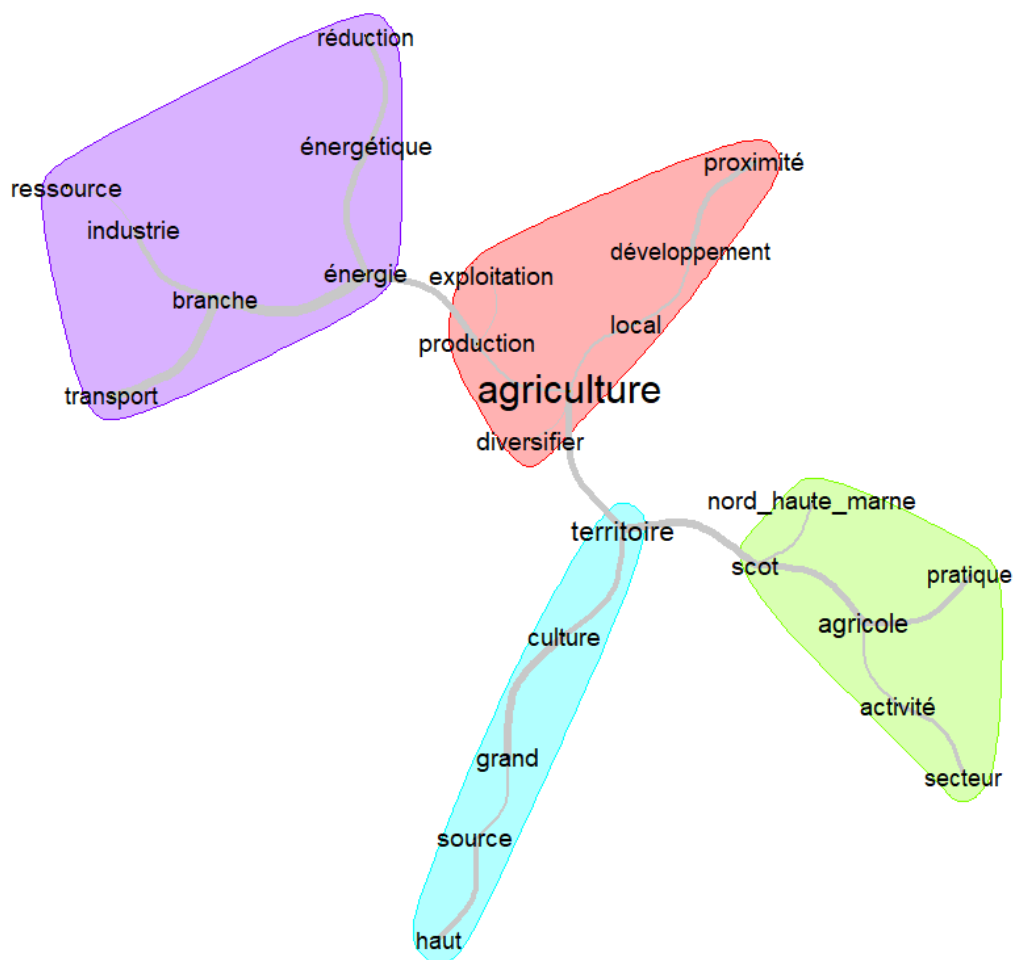 réduction
énergétique
proximité
ressource
industrie
développement
énergie
exploitation
branche
local
production
transport
agriculture
diversifier
nord_haute_marne
territoire
scot
pratique
agricole
culture
activité
grand
secteur
source
haut